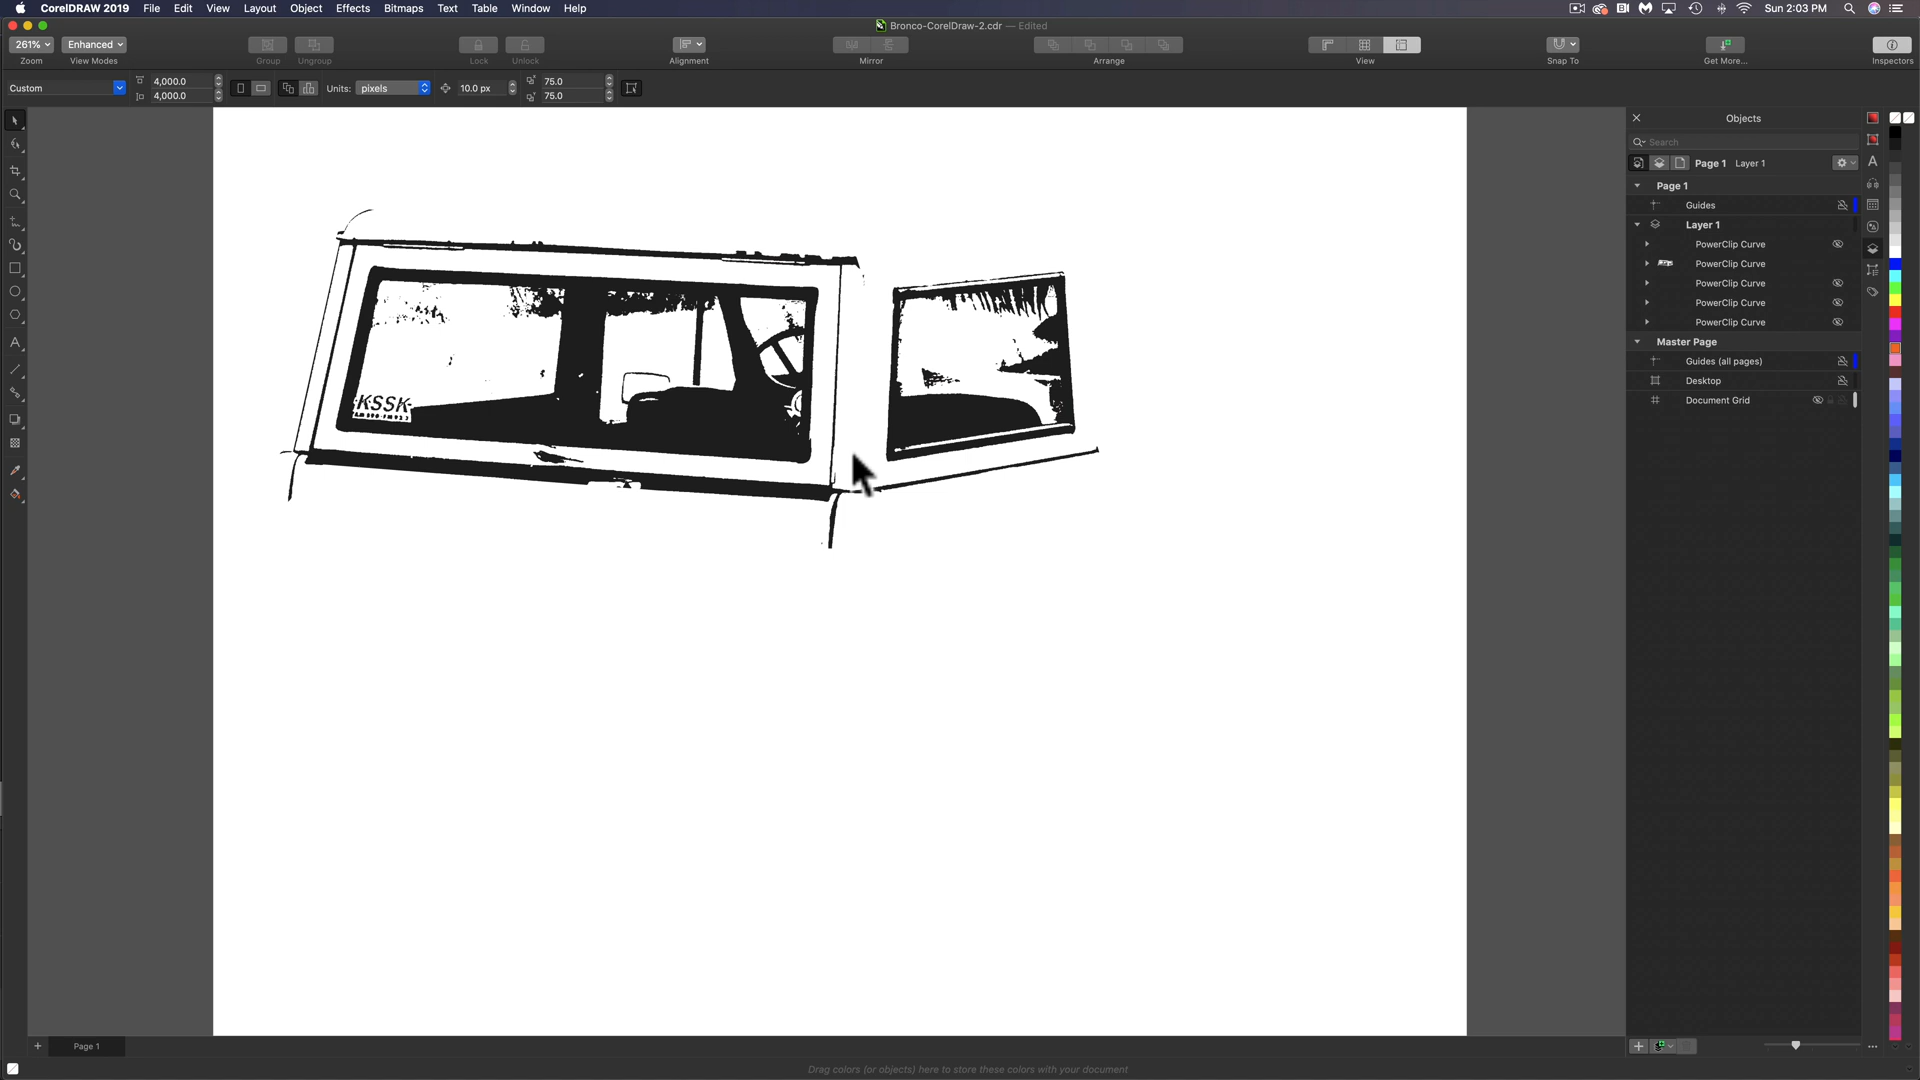 CorelDRAW 2019 File Edit View Layout Object Effects Bitmaps Text Table Window Help
Sun 2:03 PM
Bronco-CorelDraw-2.cdr — Edited
261% Enhanced
Zoom View Modes Group Ungroup Lock Unlock Alignment Mirror Arrange View Snap To Get More... Inspectors
Custom 4,000.0 4,000.0 Units: pixels 10.0 px 75.0 75.0
Objects
Search
Page 1 Layer 1
Page 1
Guides
Layer 1
PowerClip Curve
PowerClip Curve
PowerClip Curve
PowerClip Curve
PowerClip Curve
Master Page
Guides (all pages)
Desktop
Document Grid
KSSK
Page 1
Drag colors (or objects) here to store these colors with your document